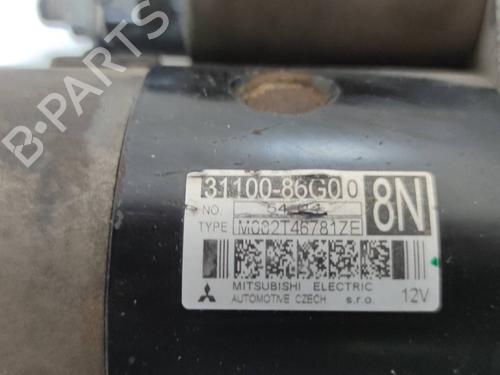 B-PARTS
31100-86G00
8N
NO.
TYPE M002T46781ZE
MITSUBISHI ELECTRIC
AUTOMOTIVE CZECH s.r.o. 12V